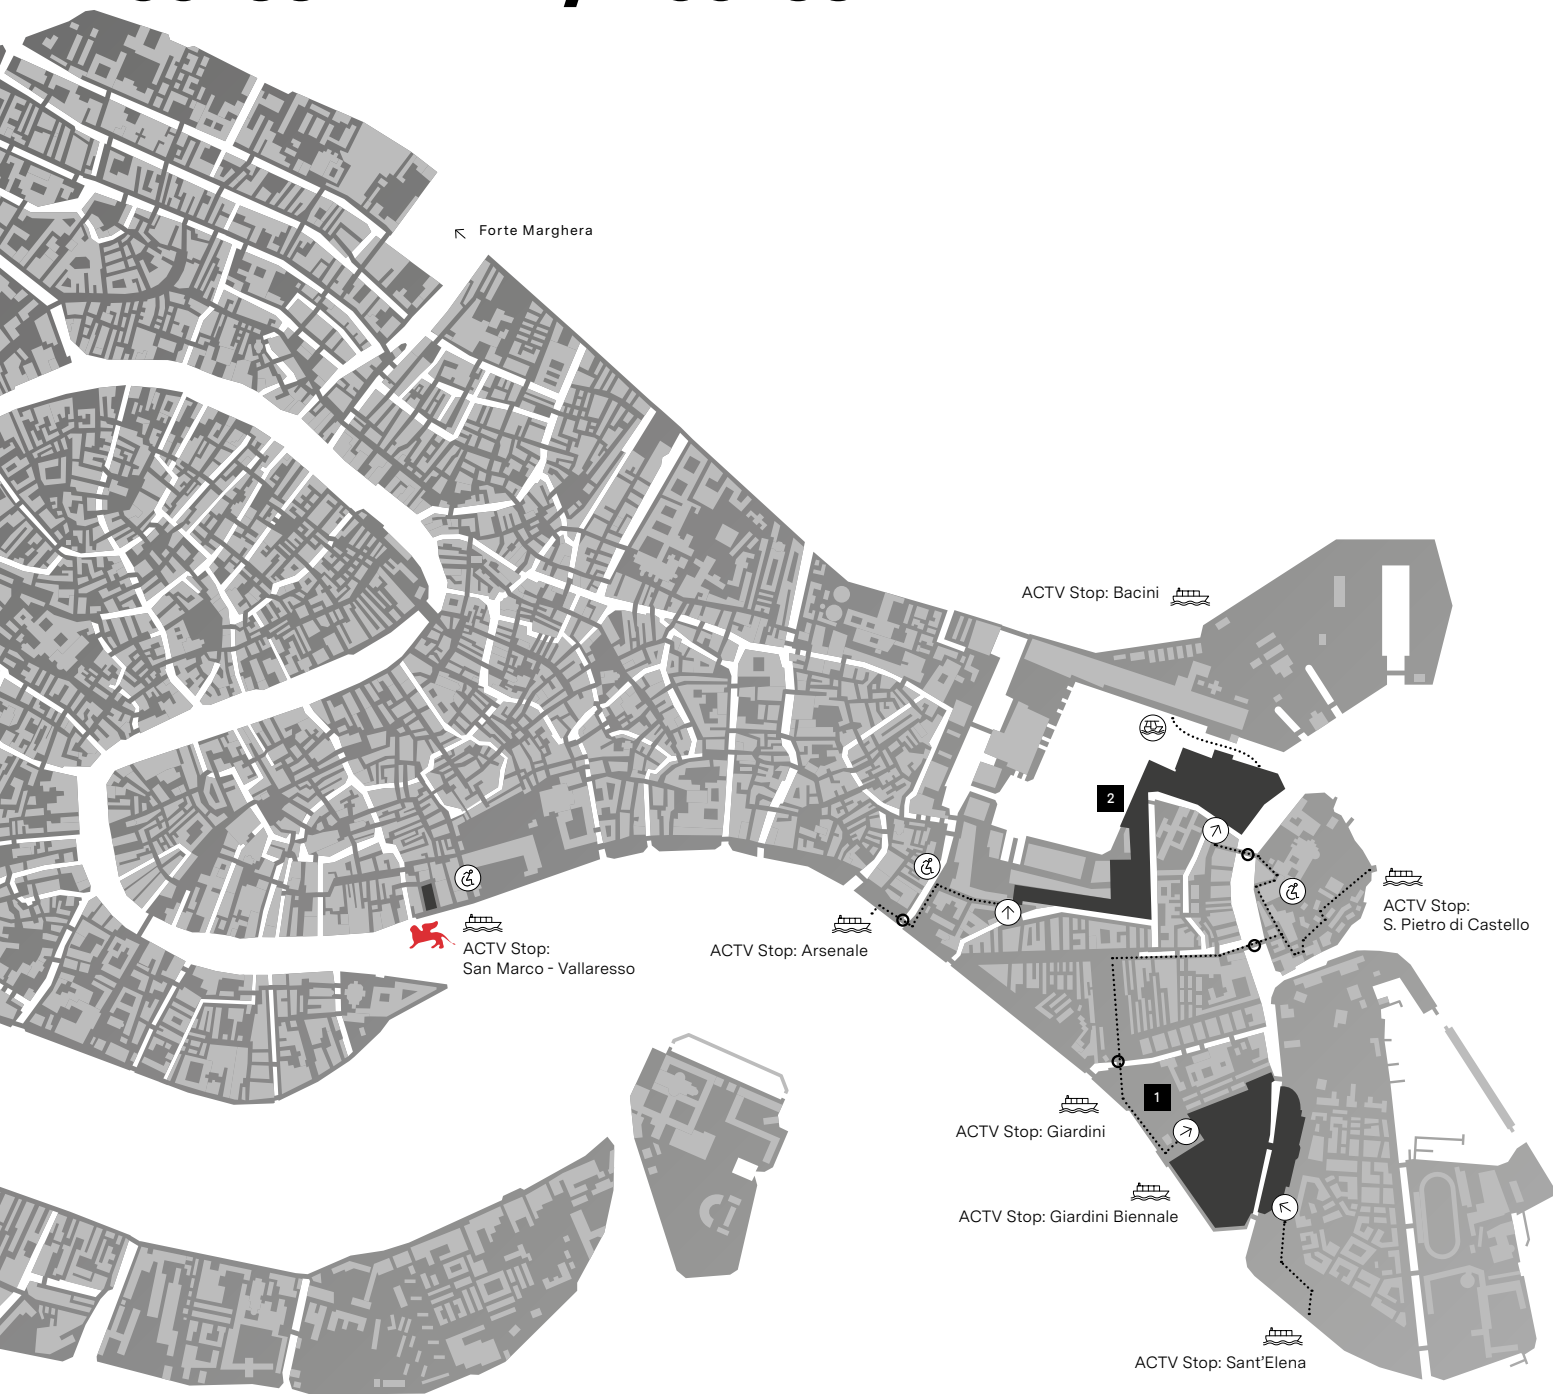 Forte Marghera
ACTV Stop: Bacini
2
ACTV Stop:
S. Pietro di Castello
ACTV Stop:
San Marco - Vallaresso
ACTV Stop: Arsenale
1
ACTV Stop: Giardini
ACTV Stop: Giardini Biennale
ACTV Stop: Sant'Elena